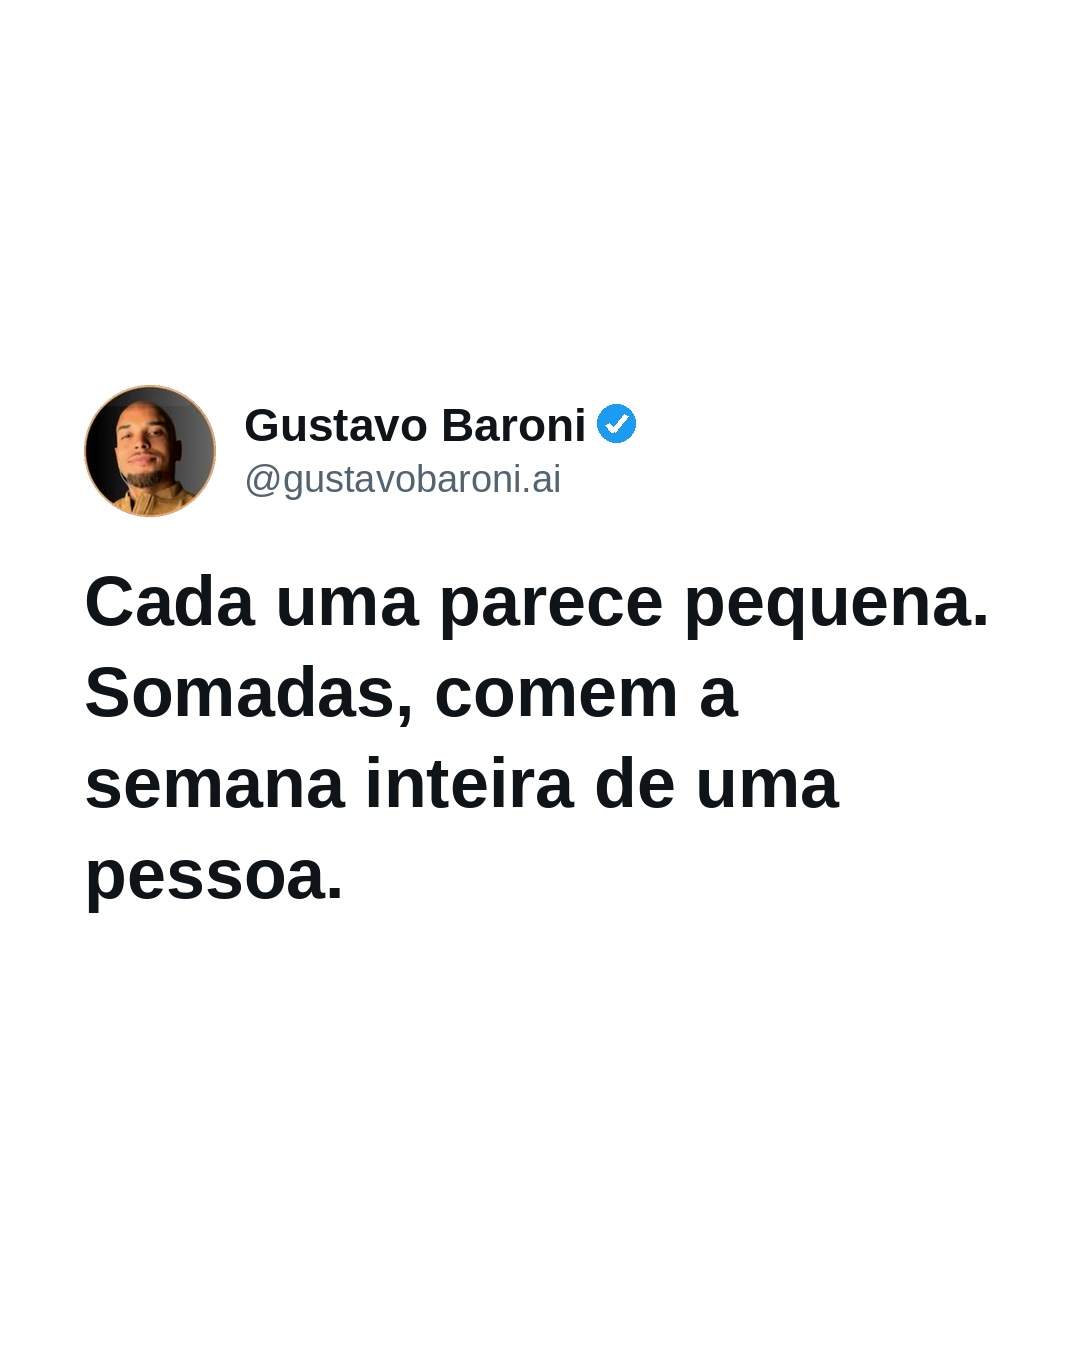 Gustavo Baroni
@gustavobaroni.ai
Cada uma parece pequena.
Somadas, comem a
semana inteira de uma
pessoa.